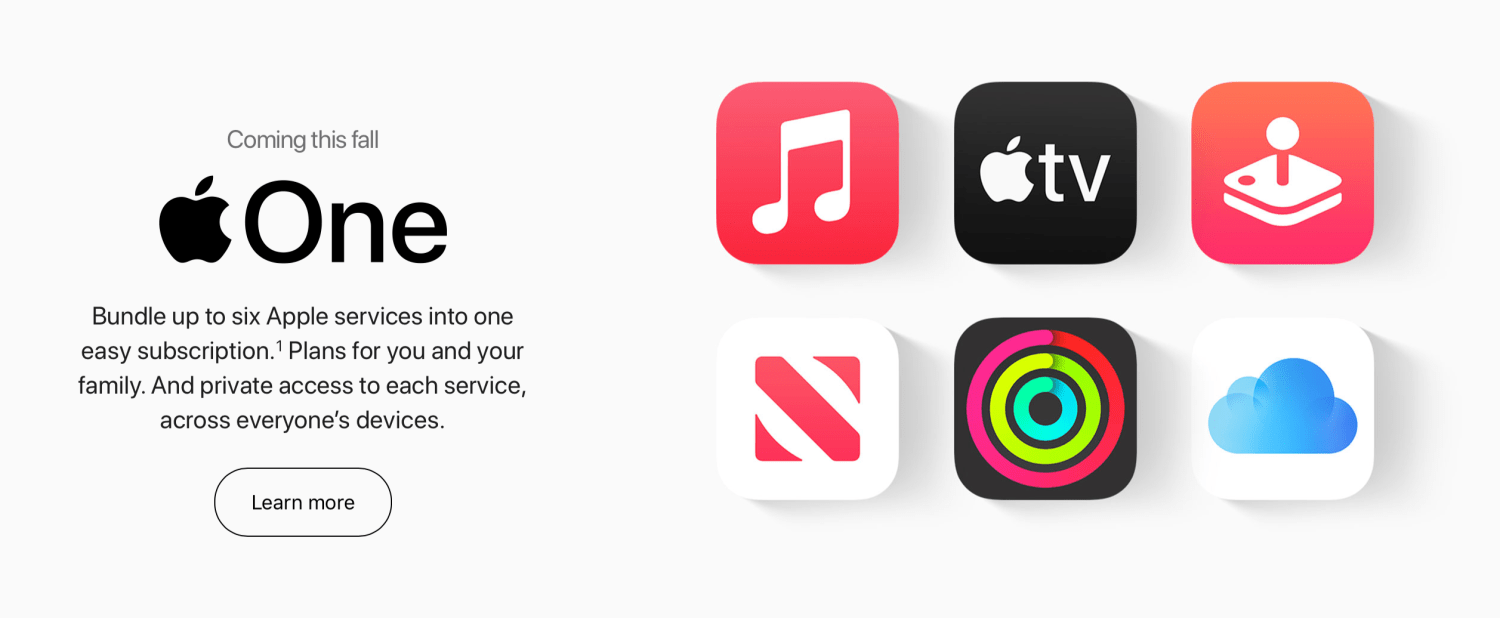 Coming this fall
One
Bundle up to six Apple services into one
easy subscription.¹ Plans for you and your
family. And private access to each service,
across everyone’s devices.
Learn more
tv